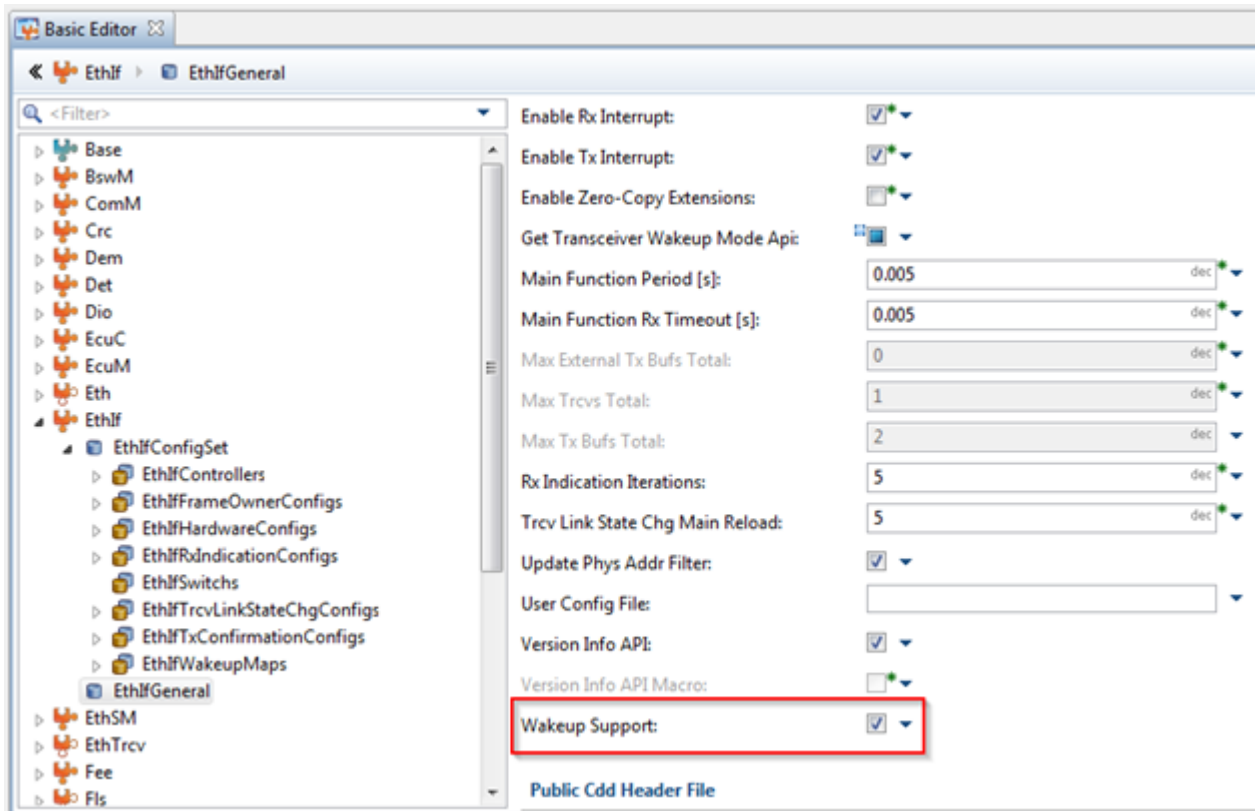 Basic Editor
EthIf EthIfGeneral
<Filter>
Base
BswM
ComM
Crc
Dem
Det
Dio
EcuC
EcuM
Eth
EthIf
EthIfConfigSet
EthIfControllers
EthIfFrameOwnerConfigs
EthIfHardwareConfigs
EthIfRxIndicationConfigs
EthIfSwitchs
EthIfTrcvLinkStateChgConfigs
EthIfTxConfirmationConfigs
EthIfWakeupMaps
EthIfGeneral
EthSM
EthTrcv
Fee
Fls
Enable Rx Interrupt:
Enable Tx Interrupt:
Enable Zero-Copy Extensions:
Get Transceiver Wakeup Mode Api:
Main Function Period [s]: 0.005 dec
Main Function Rx Timeout [s]: 0.005 dec
Max External Tx Bufs Total: 0 dec
Max Trcvs Total: 1 dec
Max Tx Bufs Total: 2 dec
Rx Indication Iterations: 5 dec
Trcv Link State Chg Main Reload: 5 dec
Update Phys Addr Filter:
User Config File:
Version Info API:
Version Info API Macro:
Wakeup Support:
Public Cdd Header File